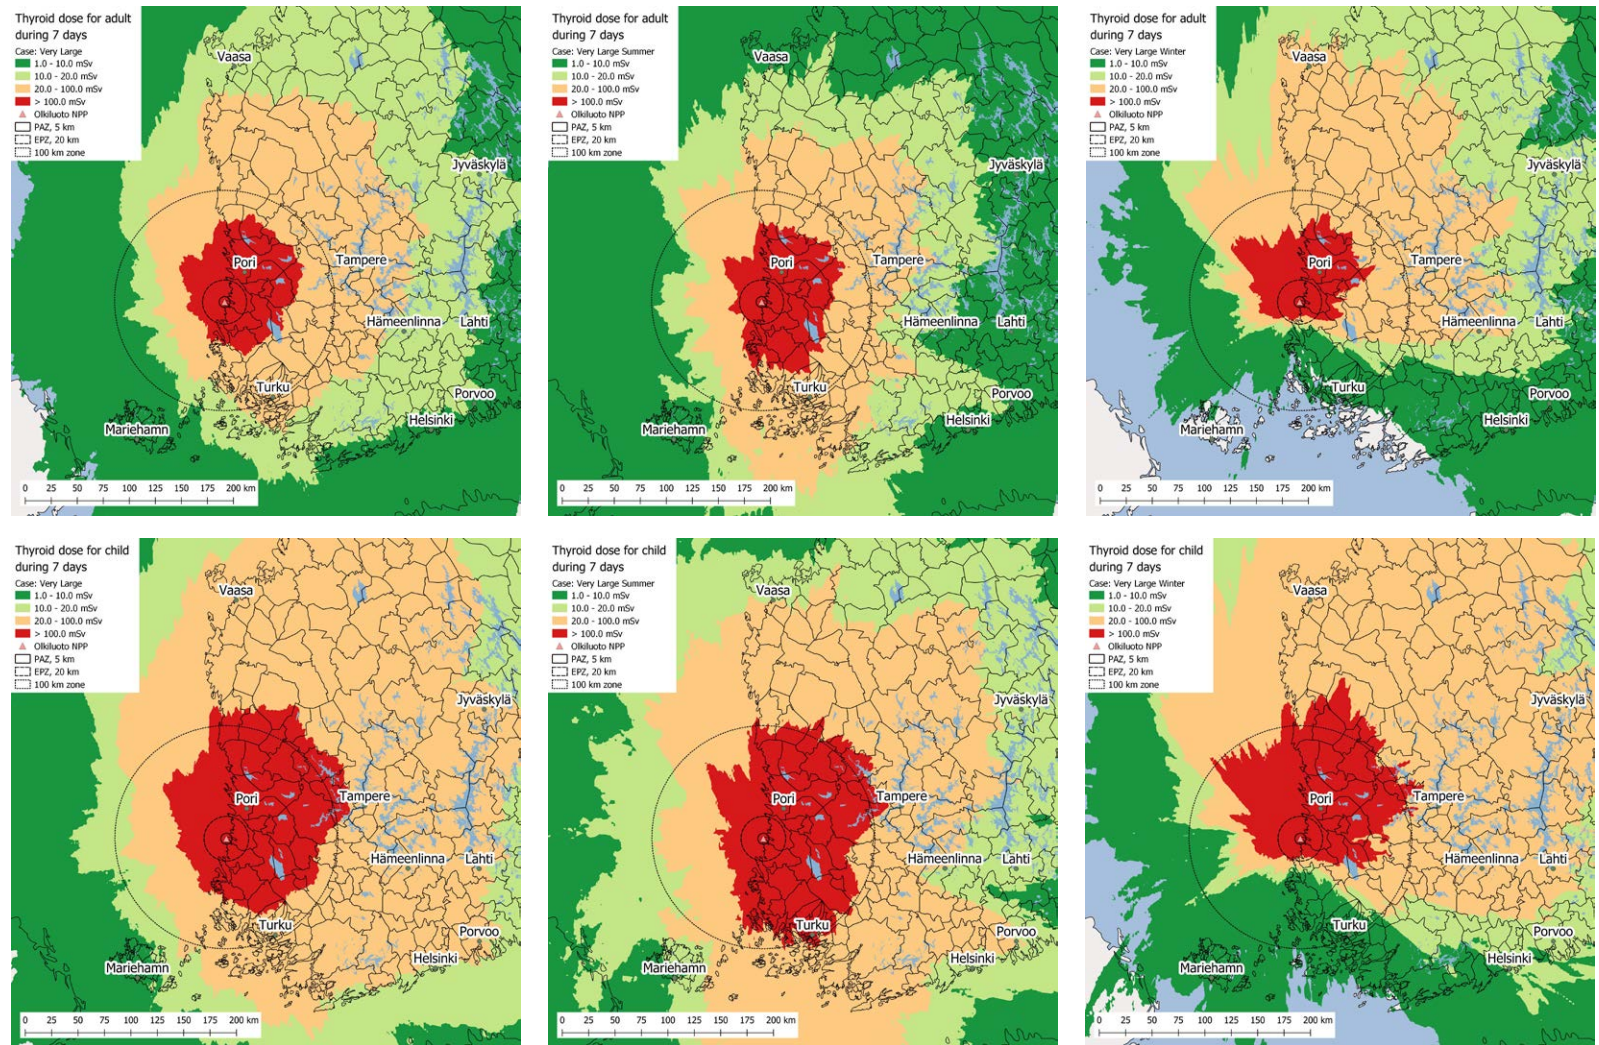 Thyroid dose for adult
during 7 days
Case: Very Large
1.0 - 10.0 mSv
10.0 - 20.0 mSv
20.0 - 100.0 mSv
> 100.0 mSv
Olkiluoto NPP
PAZ, 5 km
EPZ, 20 km
100 km zone
Vaasa
Jyväskylä
Pori
Tampere
Hämeenlinna
Lahti
Turku
Porvoo
Helsinki
Mariehamn
0 25 50 75 100 125 150 175 200 km
Thyroid dose for adult
during 7 days
Case: Very Large Summer
1.0 - 10.0 mSv
10.0 - 20.0 mSv
20.0 - 100.0 mSv
> 100.0 mSv
Olkiluoto NPP
PAZ, 5 km
EPZ, 20 km
100 km zone
Vaasa
Jyväskylä
Pori
Tampere
Hämeenlinna
Lahti
Turku
Porvoo
Helsinki
Mariehamn
0 25 50 75 100 125 150 175 200 km
Thyroid dose for adult
during 7 days
Case: Very Large Winter
1.0 - 10.0 mSv
10.0 - 20.0 mSv
20.0 - 100.0 mSv
> 100.0 mSv
Olkiluoto NPP
PAZ, 5 km
EPZ, 20 km
100 km zone
Vaasa
Jyväskylä
Pori
Tampere
Hämeenlinna
Lahti
Turku
Porvoo
Helsinki
Mariehamn
0 25 50 75 100 125 150 175 200 km
Thyroid dose for child
during 7 days
Case: Very Large
1.0 - 10.0 mSv
10.0 - 20.0 mSv
20.0 - 100.0 mSv
> 100.0 mSv
Olkiluoto NPP
PAZ, 5 km
EPZ, 20 km
100 km zone
Vaasa
Jyväskylä
Pori
Tampere
Hämeenlinna
Lahti
Turku
Porvoo
Helsinki
Mariehamn
0 25 50 75 100 125 150 175 200 km
Thyroid dose for child
during 7 days
Case: Very Large Summer
1.0 - 10.0 mSv
10.0 - 20.0 mSv
20.0 - 100.0 mSv
> 100.0 mSv
Olkiluoto NPP
PAZ, 5 km
EPZ, 20 km
100 km zone
Vaasa
Jyväskylä
Pori
Tampere
Hämeenlinna
Lahti
Turku
Porvoo
Helsinki
Mariehamn
0 25 50 75 100 125 150 175 200 km
Thyroid dose for child
during 7 days
Case: Very Large Winter
1.0 - 10.0 mSv
10.0 - 20.0 mSv
20.0 - 100.0 mSv
> 100.0 mSv
Olkiluoto NPP
PAZ, 5 km
EPZ, 20 km
100 km zone
Vaasa
Jyväskylä
Pori
Tampere
Hämeenlinna
Lahti
Turku
Porvoo
Helsinki
Mariehamn
0 25 50 75 100 125 150 175 200 km